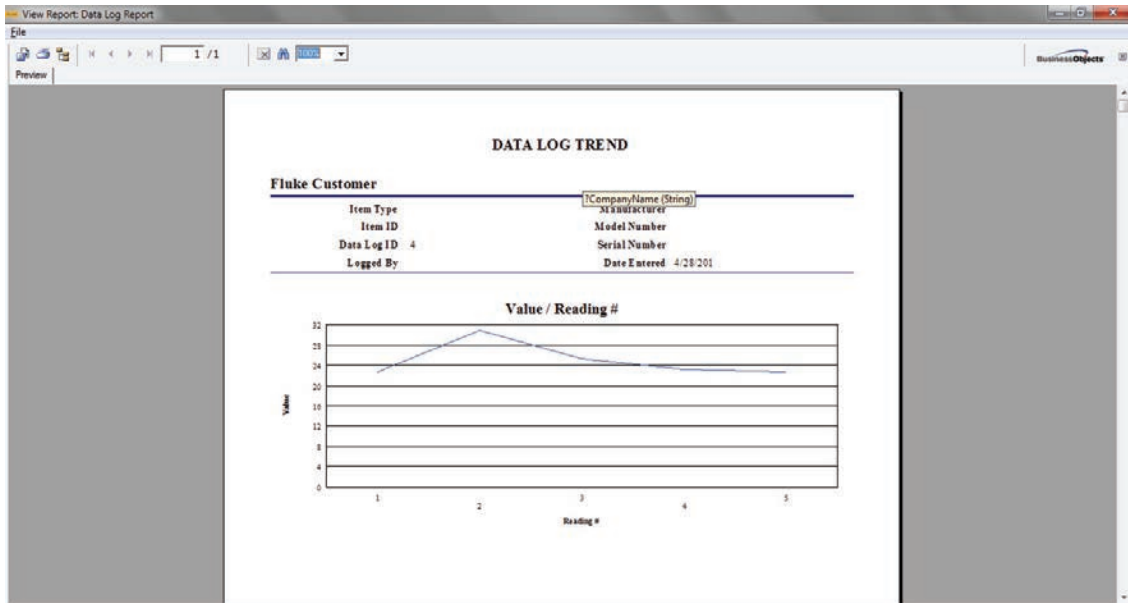 View Report: Data Log Report
File
1 /1
100%
BusinessObjects
Preview
DATA LOG TREND
Fluke Customer
?CompanyName (String)
Item Type Manufacturer
Item ID Model Number
Data Log ID 4 Serial Number
Logged By Date Entered 4/28/201
Value / Reading #
32
28
24
20
16
12
8
4
0
Value
1 2 3 4 5
Reading #